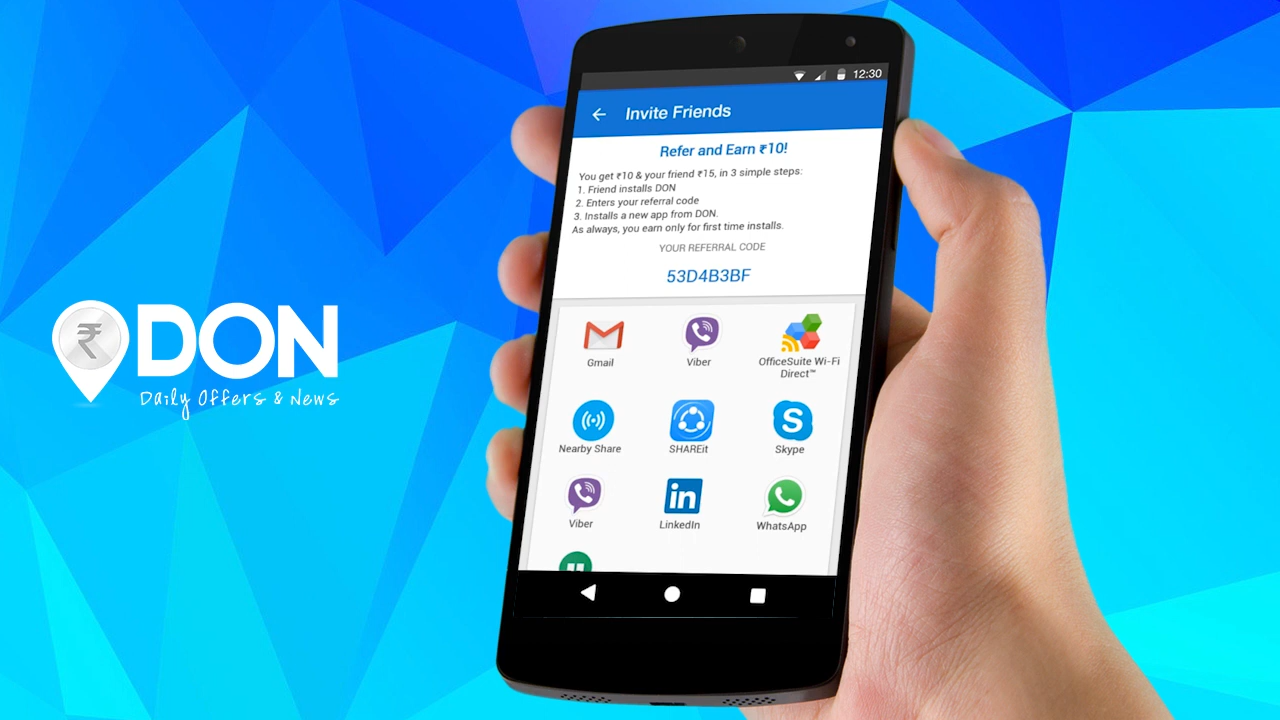 ₹
DON
Daily Offers & News
12:30
Invite Friends
Refer and Earn ₹10!
You get ₹10 & your friend ₹15, in 3 simple steps:
1. Friend installs DON
2. Enters your referral code
3. Installs a new app from DON.
As always, you earn only for first time installs.
YOUR REFERRAL CODE
53D4B3BF
Gmail
Viber
OfficeSuite Wi-Fi
Direct™
Nearby Share
SHAREit
Skype
Viber
LinkedIn
WhatsApp